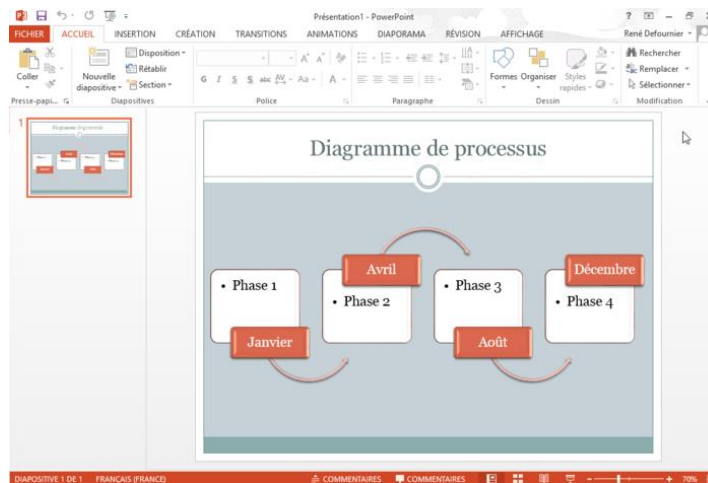 Présentation1 - PowerPoint
FICHIER ACCUEIL INSERTION CRÉATION TRANSITIONS ANIMATIONS DIAPORAMA RÉVISION AFFICHAGE René Defournier
Coller
Nouvelle diapositive
Disposition
Rétablir
Section
G I S S abc AV Aa A
Formes Organiser Styles rapides
Rechercher
Remplacer
Sélectionner
Presse-papi... Diapositives Police Paragraphe Dessin Modification
1
Diagramme de processus
Avril Décembre
Phase 1 Phase 2 Phase 3 Phase 4
Janvier Août
DIAPOSITIVE 1 DE 1 FRANÇAIS (FRANCE) COMMENTAIRES COMMENTAIRES 70%